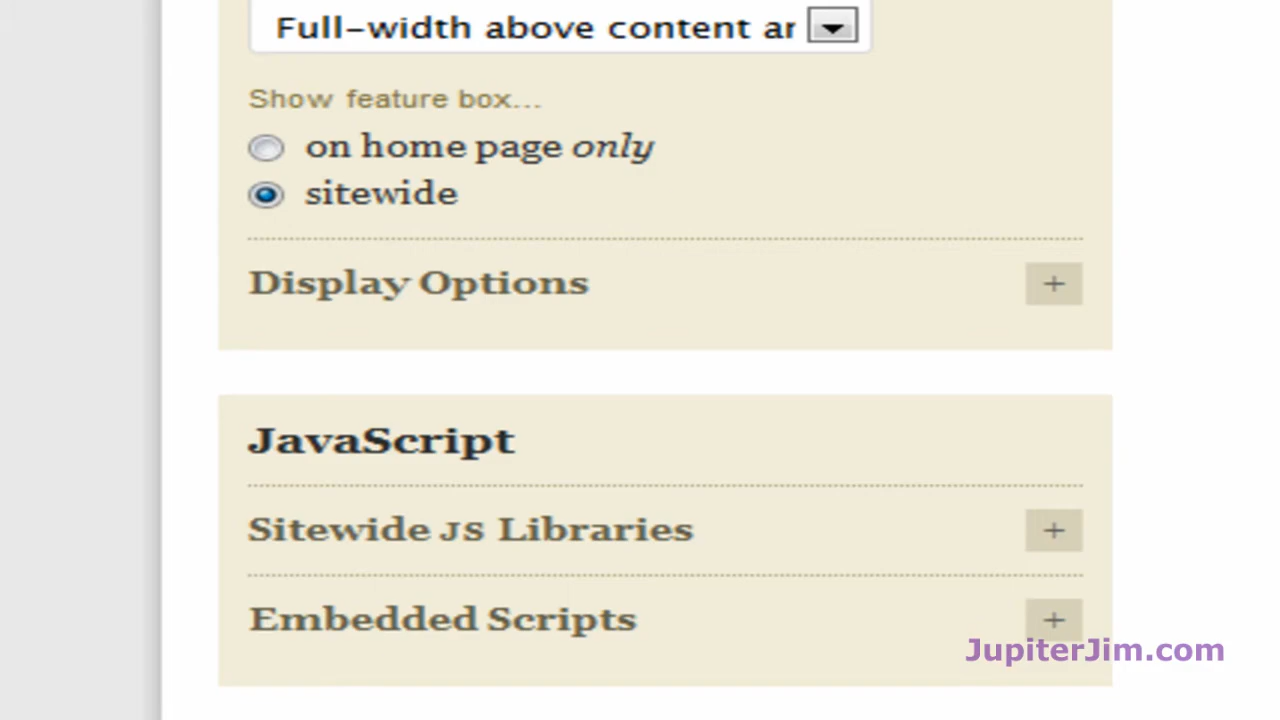 Full-width above content ar
Show feature box...
on home page only
sitewide
Display Options
+
JavaScript
Sitewide JS Libraries
+
Embedded Scripts
+
JupiterJim.com